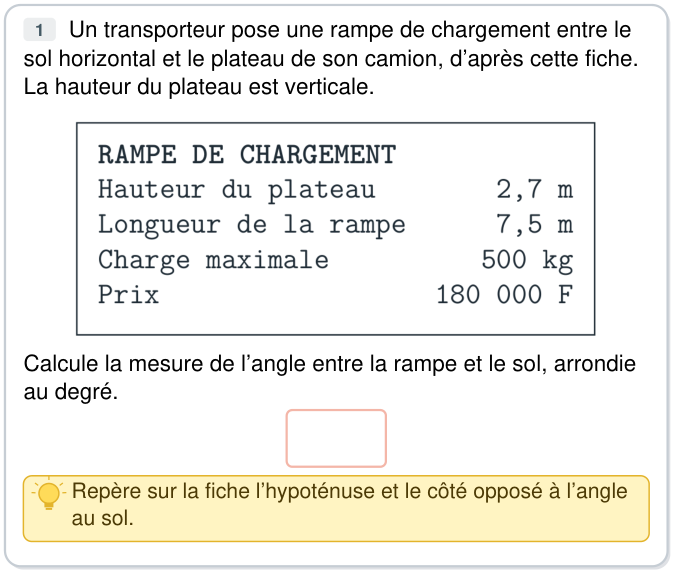 1 Un transporteur pose une rampe de chargement entre le
sol horizontal et le plateau de son camion, d'après cette fiche.
La hauteur du plateau est verticale.
RAMPE DE CHARGEMENT
Hauteur du plateau 2,7 m
Longueur de la rampe 7,5 m
Charge maximale 500 kg
Prix 180 000 F
Calcule la mesure de l'angle entre la rampe et le sol, arrondie
au degré.
Repère sur la fiche l'hypoténuse et le côté opposé à l'angle
au sol.